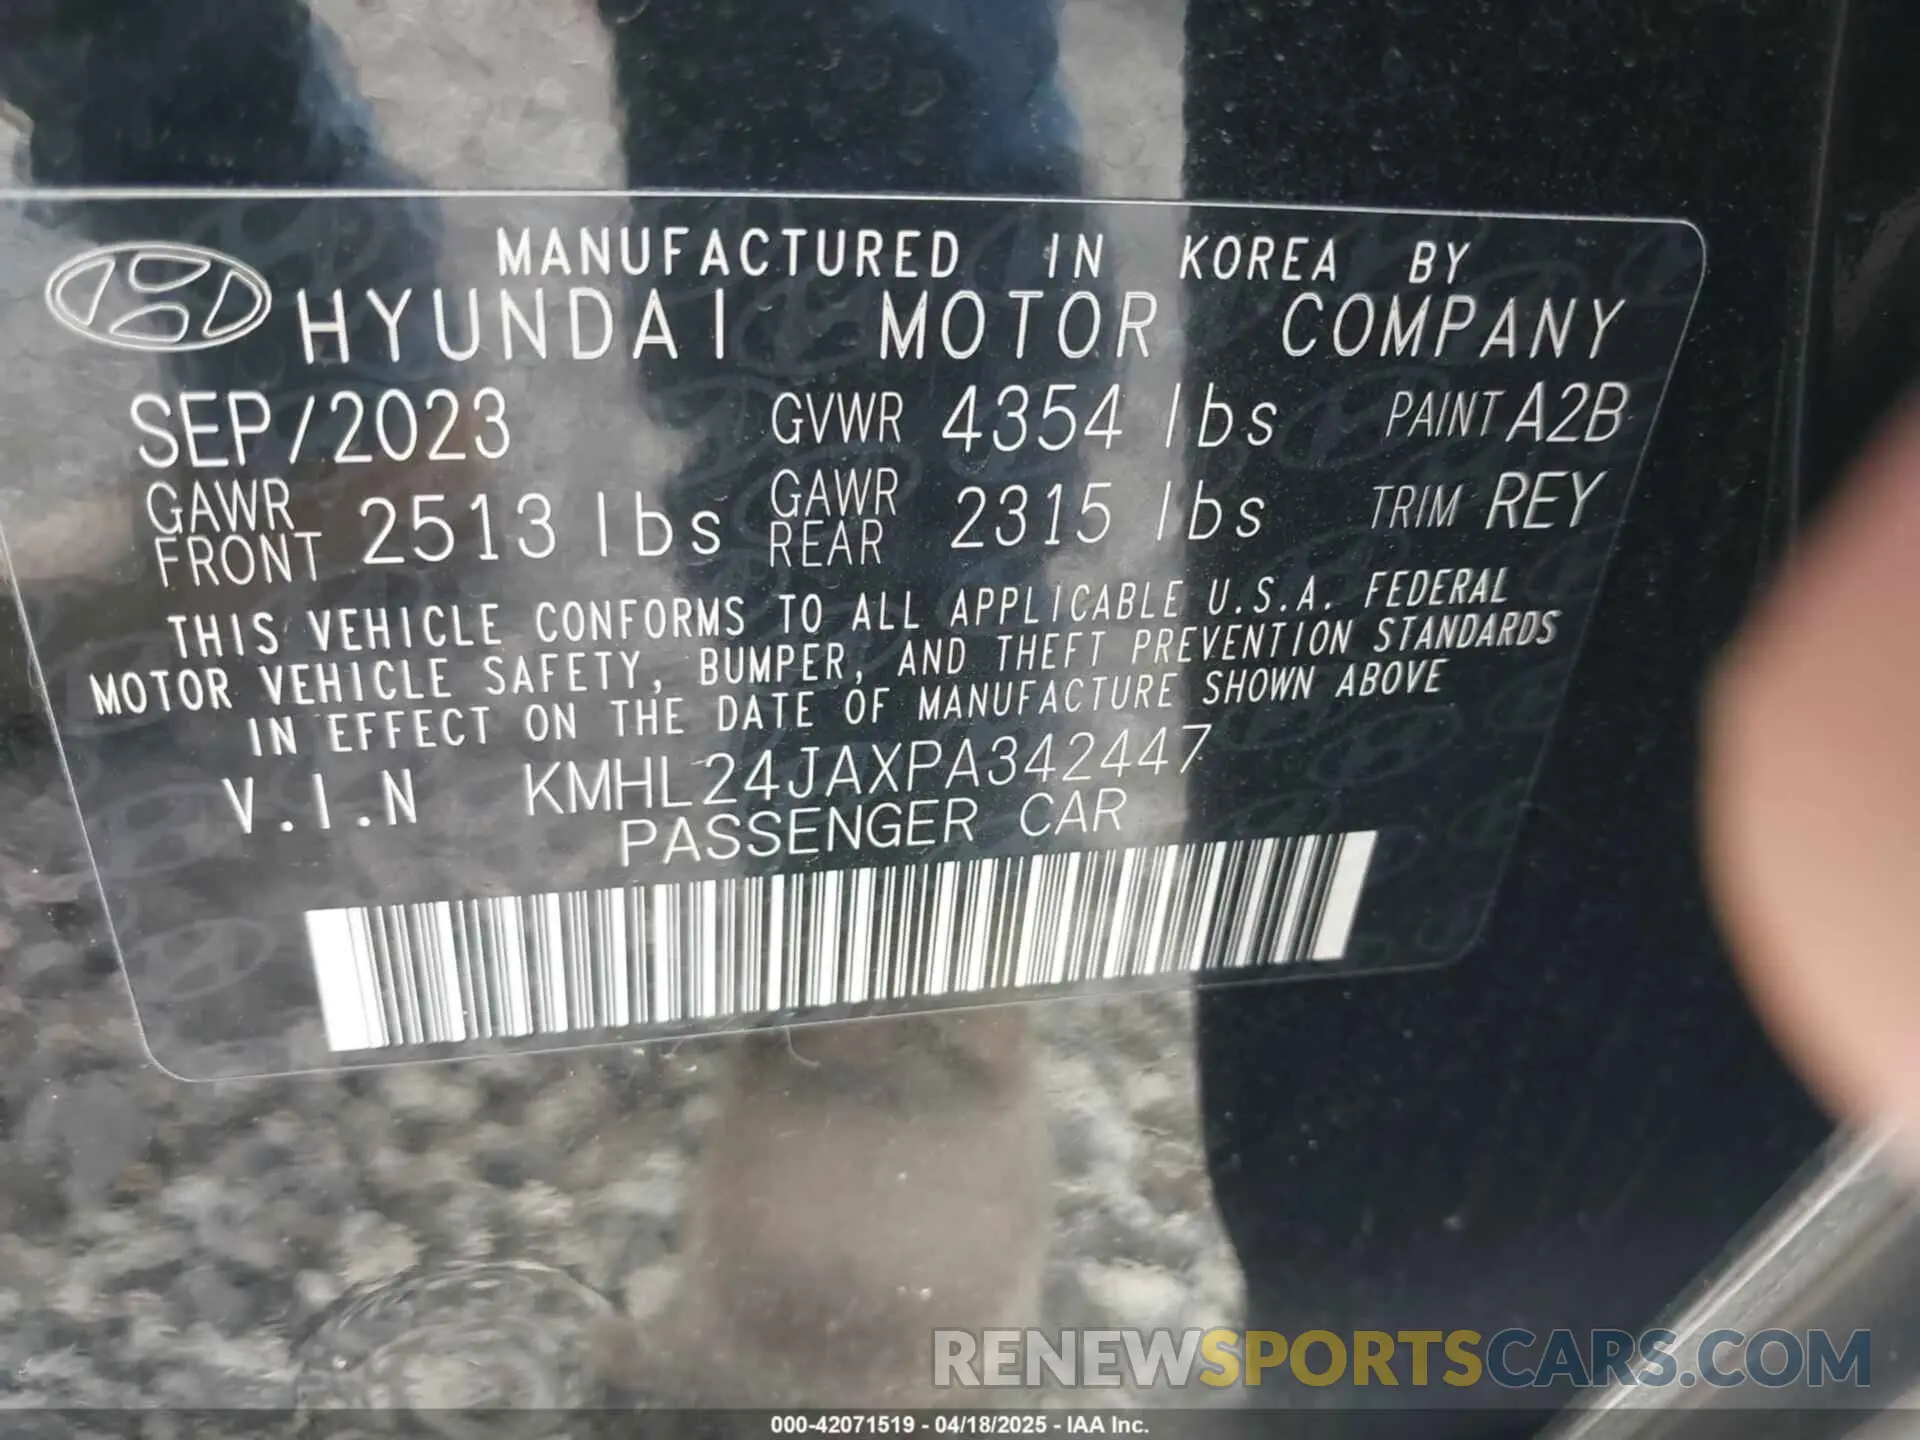 MANUFACTURED IN KOREA BY
HYUNDAI MOTOR COMPANY
SEP/2023 GVWR 4354 lbs PAINT A2B
GAWR FRONT 2513 lbs GAWR REAR 2315 lbs TRIM REY
THIS VEHICLE CONFORMS TO ALL APPLICABLE U.S.A. FEDERAL
MOTOR VEHICLE SAFETY, BUMPER, AND THEFT PREVENTION STANDARDS
IN EFFECT ON THE DATE OF MANUFACTURE SHOWN ABOVE
V.I.N KMHL24JAXPA342447
PASSENGER CAR
RENEWSPORTSCARS.COM
000-42071519 - 04/18/2025 - IAA Inc.